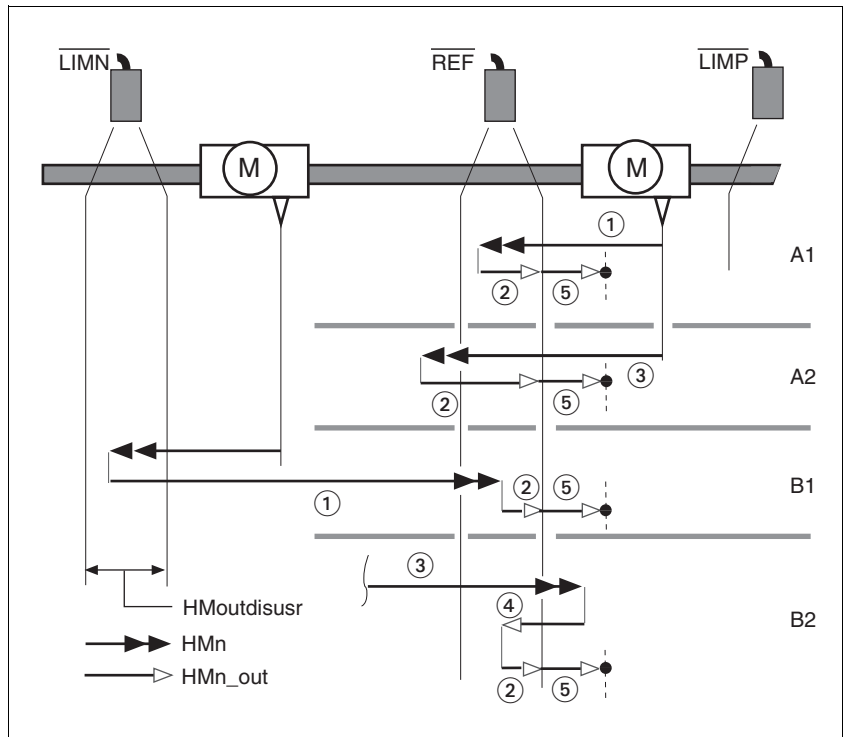 LIMN REF LIMP
M M
1
A1
2 5
3
A2
2 5
B1
2 5
1
3
HMoutdisusr
4
B2
HMn
HMn_out
2 5